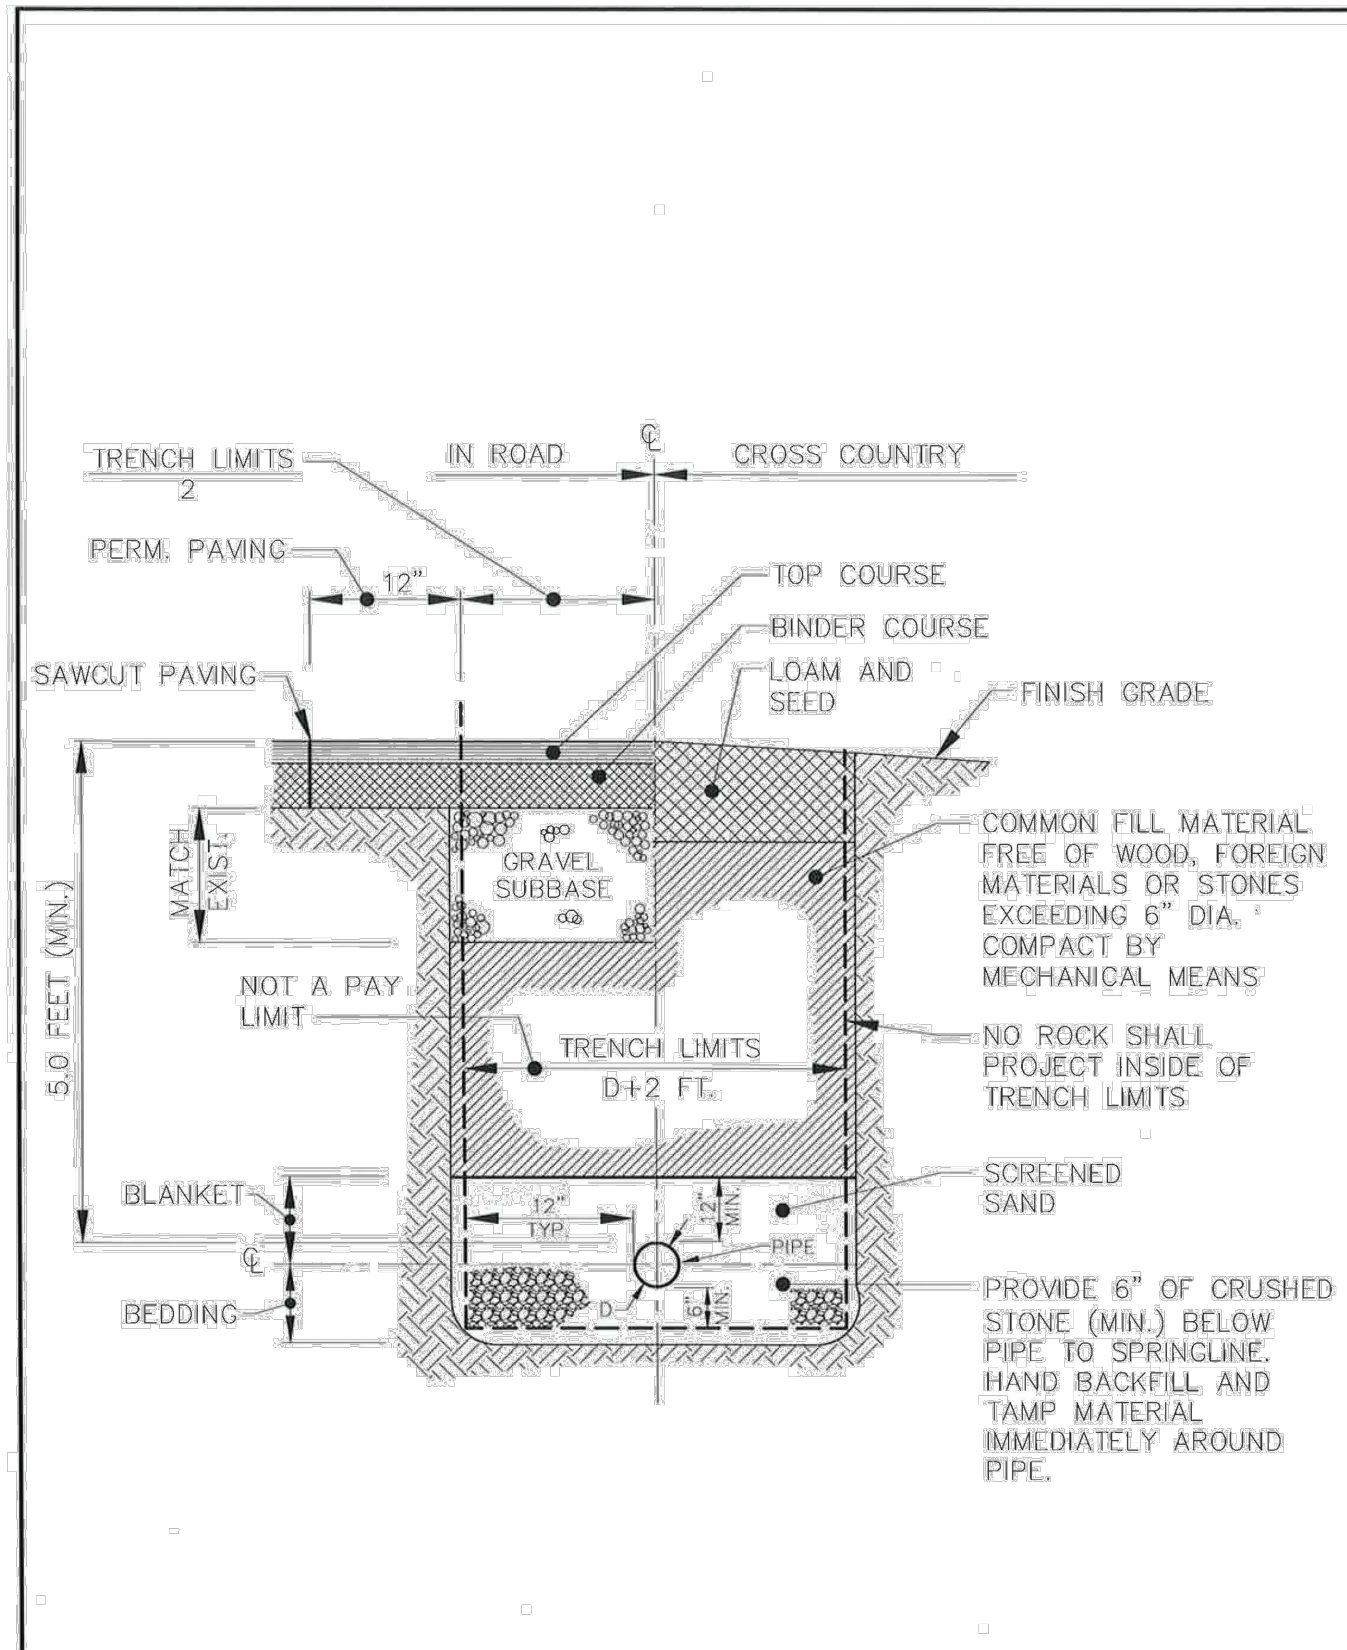 ℄
IN ROAD
CROSS COUNTRY
TRENCH LIMITS
2
PERM. PAVING
12"
TOP COURSE
BINDER COURSE
SAWCUT PAVING
LOAM AND
SEED
FINISH GRADE
MATCH
EXIST.
5.0 FEET (MIN.)
GRAVEL
SUBBASE
COMMON FILL MATERIAL
FREE OF WOOD, FOREIGN
MATERIALS OR STONES
EXCEEDING 6" DIA.
COMPACT BY
MECHANICAL MEANS
NOT A PAY
LIMIT
TRENCH LIMITS
D+2 FT.
NO ROCK SHALL
PROJECT INSIDE OF
TRENCH LIMITS
BLANKET
12"
TYP.
12"
MIN.
SCREENED
SAND
℄
PIPE
BEDDING
D
6"
MIN.
PROVIDE 6" OF CRUSHED
STONE (MIN.) BELOW
PIPE TO SPRINGLINE.
HAND BACKFILL AND
TAMP MATERIAL
IMMEDIATELY AROUND
PIPE.